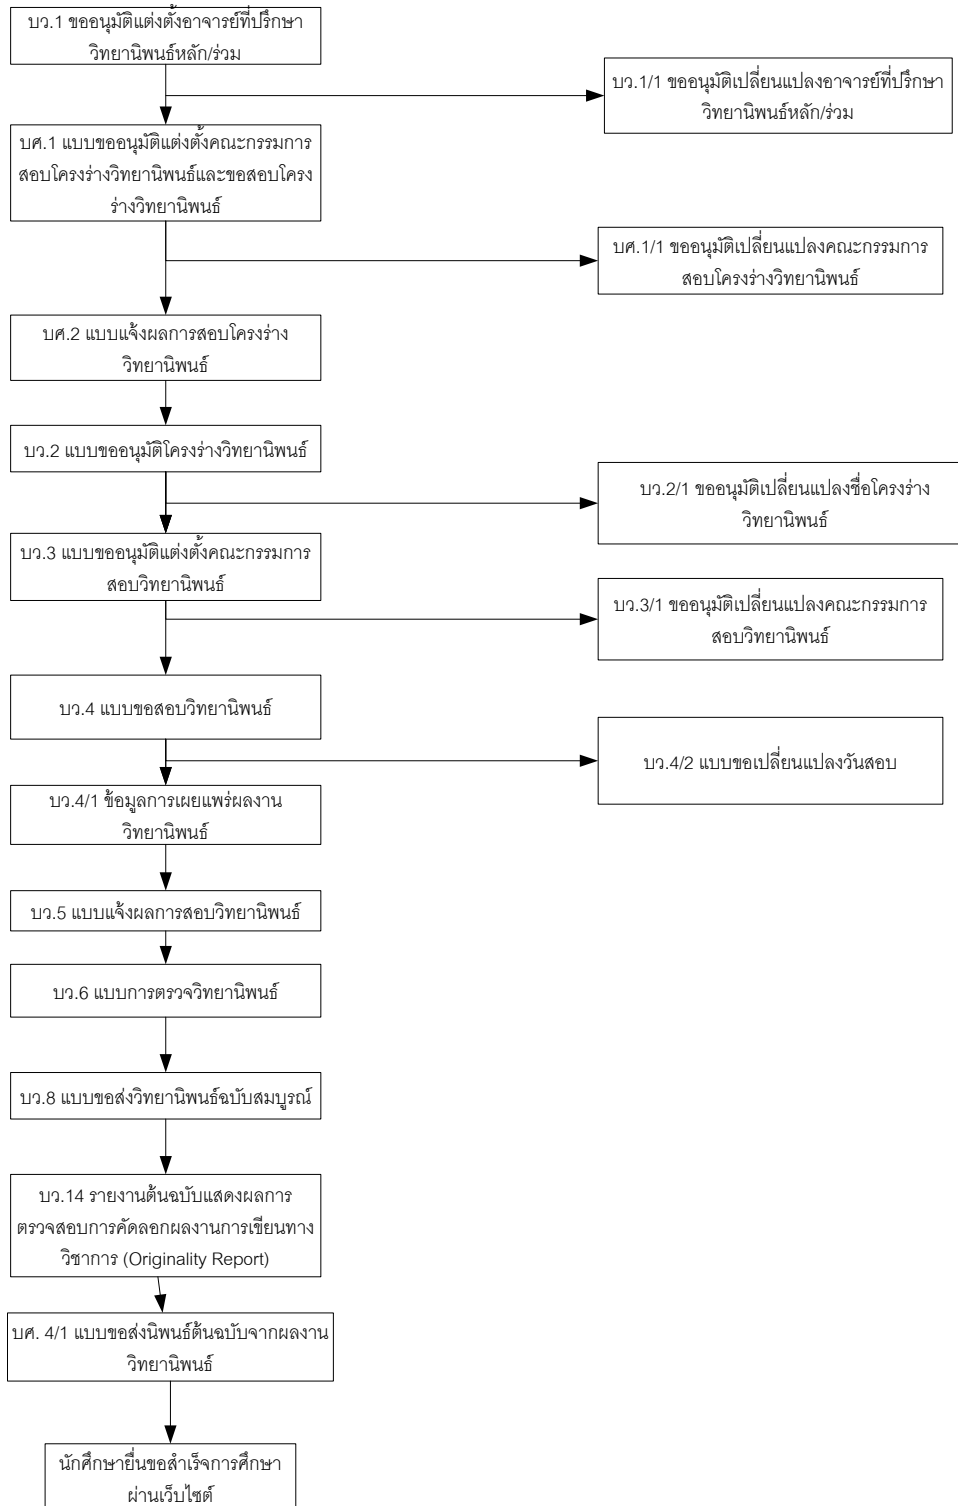 บว.1 ขออนุมัติแต่งตั้งอาจารย์ที่ปรึกษา
วิทยานิพนธ์หลัก/ร่วม
บว.1/1 ขออนุมัติเปลี่ยนแปลงอาจารย์ที่ปรึกษา
วิทยานิพนธ์หลัก/ร่วม
บศ.1 แบบขออนุมัติแต่งตั้งคณะกรรมการ
สอบโครงร่างวิทยานิพนธ์และขอสอบโครง
ร่างวิทยานิพนธ์
บศ.1/1 ขออนุมัติเปลี่ยนแปลงคณะกรรมการ
สอบโครงร่างวิทยานิพนธ์
บศ.2 แบบแจ้งผลการสอบโครงร่าง
วิทยานิพนธ์
บว.2 แบบขออนุมัติโครงร่างวิทยานิพนธ์
บว.2/1 ขออนุมัติเปลี่ยนแปลงชื่อโครงร่าง
วิทยานิพนธ์
บว.3 แบบขออนุมัติแต่งตั้งคณะกรรมการ
สอบวิทยานิพนธ์
บว.3/1 ขออนุมัติเปลี่ยนแปลงคณะกรรมการ
สอบวิทยานิพนธ์
บว.4 แบบขอสอบวิทยานิพนธ์
บว.4/2 แบบขอเปลี่ยนแปลงวันสอบ
บว.4/1 ข้อมูลการเผยแพร่ผลงาน
วิทยานิพนธ์
บว.5 แบบแจ้งผลการสอบวิทยานิพนธ์
บว.6 แบบการตรวจวิทยานิพนธ์
บว.8 แบบขอส่งวิทยานิพนธ์ฉบับสมบูรณ์
บว.14 รายงานต้นฉบับแสดงผลการ
ตรวจสอบการคัดลอกผลงานการเขียนทาง
วิชาการ (Originality Report)
บศ. 4/1 แบบขอส่งนิพนธ์ต้นฉบับจากผลงาน
วิทยานิพนธ์
นักศึกษายื่นขอสำเร็จการศึกษา
ผ่านเว็บไซต์